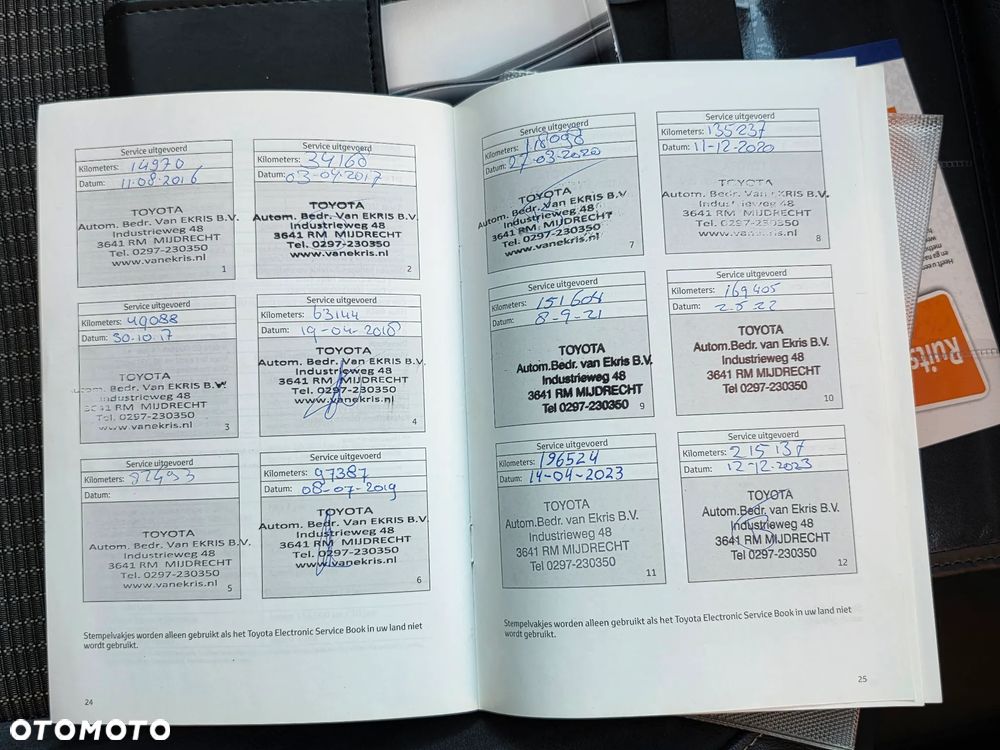 Service uitgevoerd
Kilometers: 14970
Datum: 11.08.2016
TOYOTA
Autom. Bedr. Van EKRIS B.V.
Industrieweg 48
3641 RM MIJDRECHT
Tel. 0297-230350
www.vanekris.nl
1
Service uitgevoerd
Kilometers: 34168
Datum: 03-04-2017
TOYOTA
Autom. Bedr. Van EKRIS B.V.
Industrieweg 48
3641 RM MIJDRECHT
Tel. 0297-230350
www.vanekris.nl
2
Service uitgevoerd
Kilometers: 49088
Datum: 30.10.17
TOYOTA
Autom. Bedr. Van EKRIS B.V.
Industrieweg 48
3641 RM MIJDRECHT
Tel. 0297-230350
www.vanekris.nl
3
Service uitgevoerd
Kilometers: 63144
Datum: 19-04-2018
TOYOTA
Autom. Bedr. Van EKRIS B.V.
Industrieweg 48
3641 RM MIJDRECHT
Tel. 0297-230350
www.vanekris.nl
4
Service uitgevoerd
Kilometers:
Datum:
TOYOTA
Autom. Bedr. Van EKRIS B.V.
Industrieweg 48
3641 RM MIJDRECHT
Tel. 0297-230350
www.vanekris.nl
5
Service uitgevoerd
Kilometers: 97387
Datum: 08-07-2019
TOYOTA
Autom. Bedr. Van EKRIS B.V.
Industrieweg 48
3641 RM MIJDRECHT
Tel. 0297-230350
www.vanekris.nl
6
Stempelvakjes worden alleen gebruikt als het Toyota Electronic Service Book in uw land niet
wordt gebruikt.
24
Service uitgevoerd
Kilometers: 118098
Datum: 27-03-2020
TOYOTA
Autom. Bedr. Van EKRIS B.V.
Industrieweg 48
3641 RM MIJDRECHT
Tel. 0297-230350
www.vanekris.nl
7
Service uitgevoerd
Kilometers: 135237
Datum: 11-12-2020
TOYOTA
Autom. Bedr. Van EKRIS B.V.
Industrieweg 48
3641 RM MIJDRECHT
Tel. 0297-230350
www.vanekris.nl
8
Service uitgevoerd
Kilometers: 151604
Datum: 8-9-21
TOYOTA
Autom.Bedr. van Ekris B.V.
Industrieweg 48
3641 RM MIJDRECHT
Tel 0297-230350
9
Service uitgevoerd
Kilometers: 169405
Datum: 2.5.22
TOYOTA
Autom.Bedr. van Ekris B.V.
Industrieweg 48
3641 RM MIJDRECHT
Tel 0297-230350
10
Service uitgevoerd
Kilometers: 196524
Datum: 14-04-2023
TOYOTA
Autom.Bedr. van Ekris B.V.
Industrieweg 48
3641 RM MIJDRECHT
Tel 0297-230350
11
Service uitgevoerd
Kilometers: 215137
Datum: 12-12-2023
TOYOTA
Autom.Bedr. van Ekris B.V.
Industrieweg 48
3641 RM MIJDRECHT
Tel 0297-230350
12
Stempelvakjes worden alleen gebruikt als het Toyota Electronic Service Book in uw land niet
wordt gebruikt.
25
OTOMOTO